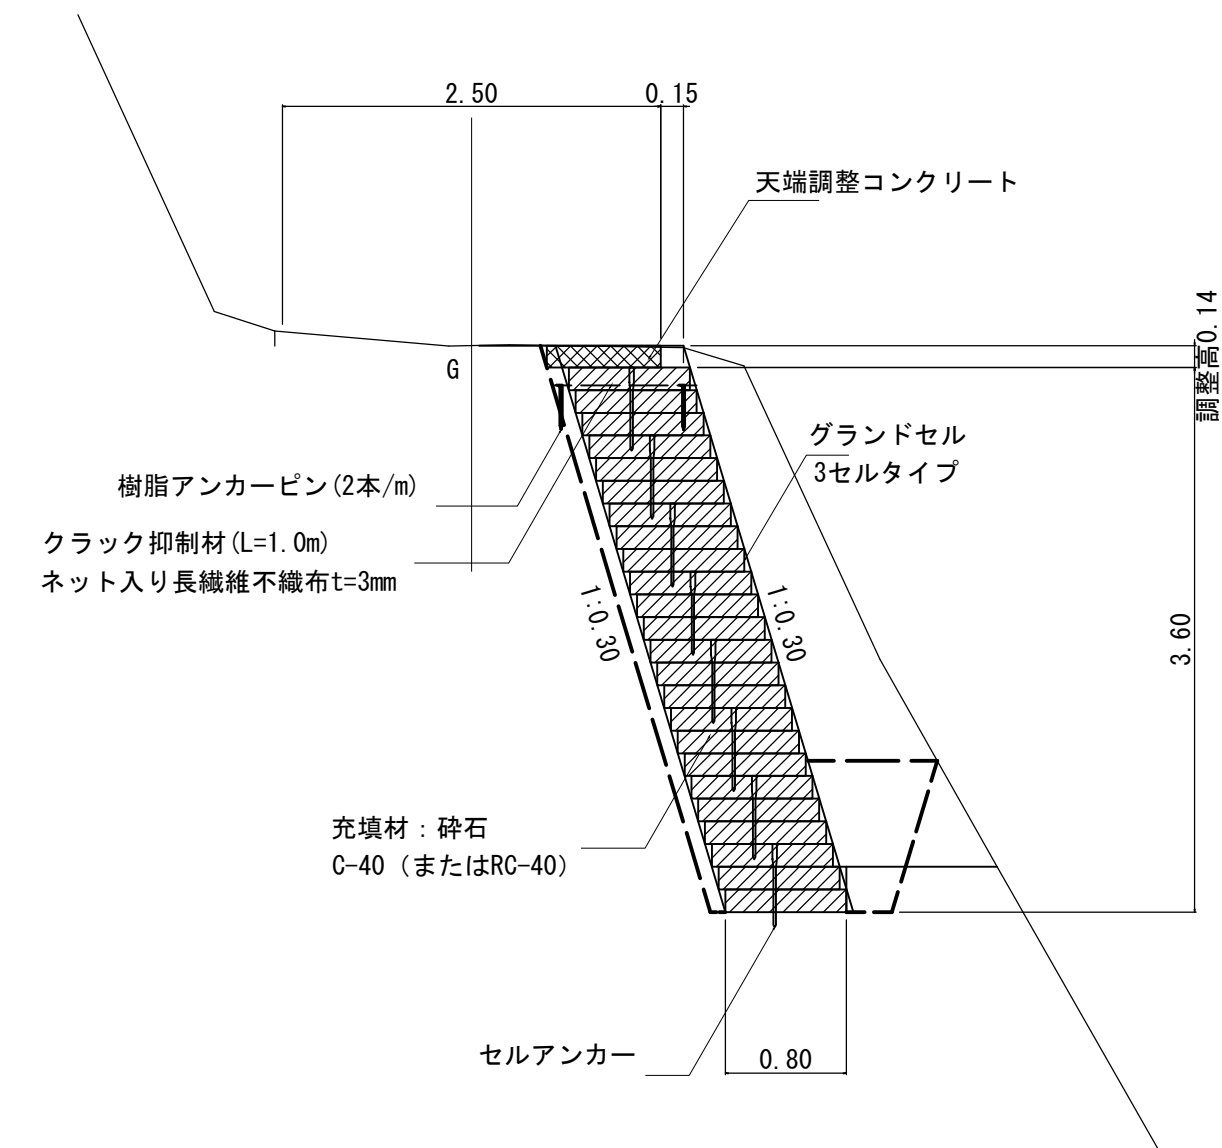 2.50
0.15
天端調整コンクリート
調整高0.14
G
グランドセル
3セルタイプ
樹脂アンカーピン(2本/m)
クラック抑制材(L=1.0m)
ネット入り長繊維不織布t=3mm
1:0.30
1:0.30
3.60
充填材：砕石
C-40（またはRC-40）
セルアンカー
0.80